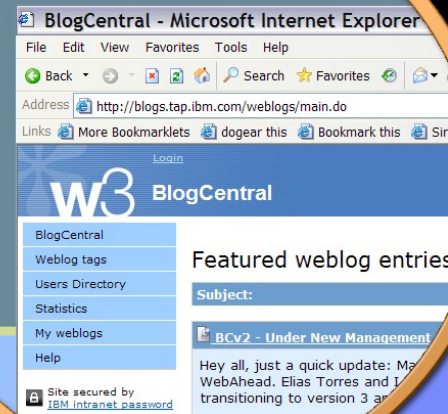 BlogCentral - Microsoft Internet Explorer
File Edit View Favorites Tools Help
Back Search Favorites
Address http://blogs.tap.ibm.com/weblogs/main.do
Links More Bookmarklets dogear this Bookmark this
Login
w3 BlogCentral
BlogCentral
Weblog tags
Users Directory
Statistics
My weblogs
Help
Site secured by
IBM intranet password
Featured weblog entries
Subject:
BCv2 - Under New Management
Hey all, just a quick update:
WebAhead. Elias Torres and I
transitioning to version 3